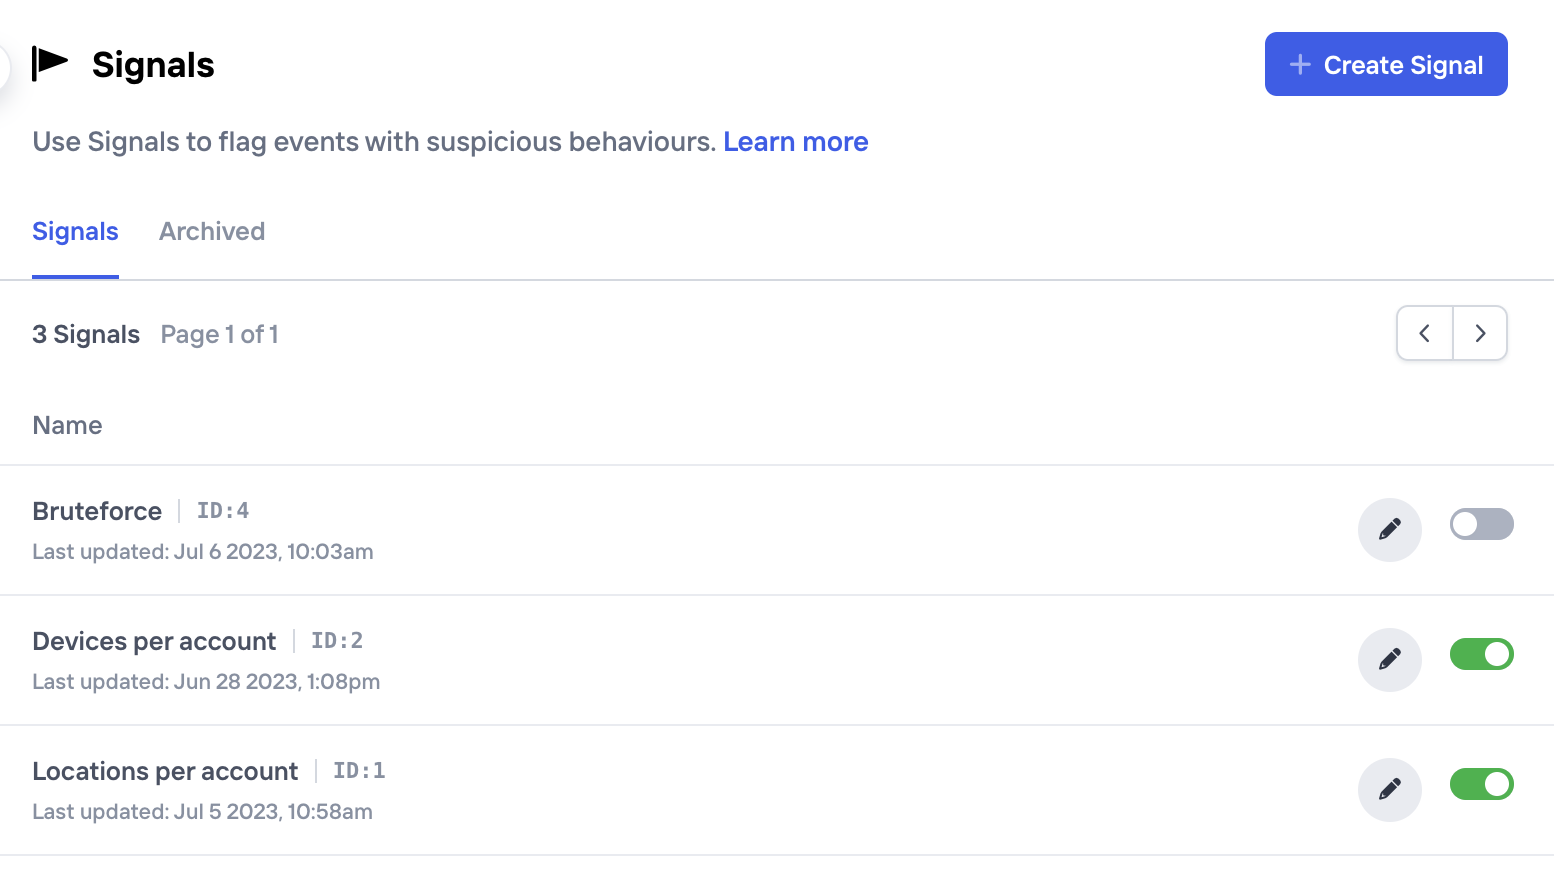 Signals
Create Signal
Use Signals to flag events with suspicious behaviours. Learn more
Signals Archived
3 Signals Page 1 of 1
Name
Bruteforce ID:4
Last updated: Jul 6 2023, 10:03am
Devices per account ID:2
Last updated: Jun 28 2023, 1:08pm
Locations per account ID:1
Last updated: Jul 5 2023, 10:58am